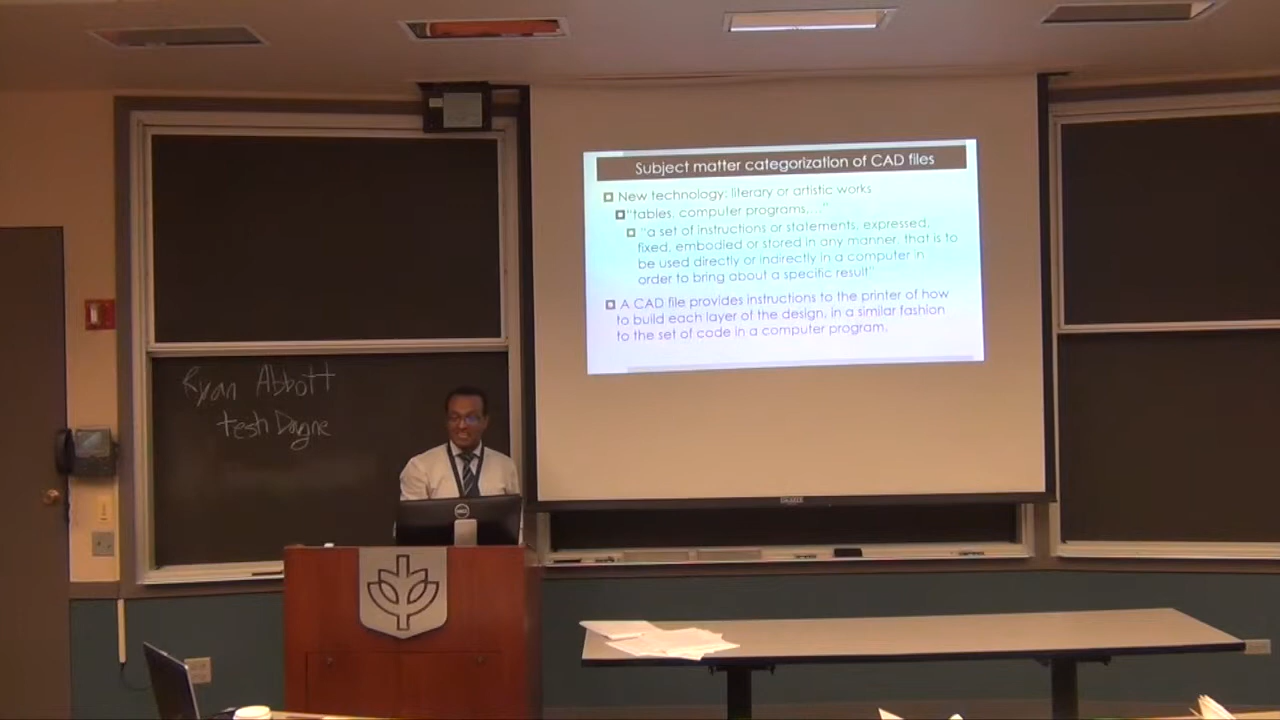 Subject matter categorization of CAD files
New technology: literary or artistic works
"tables, computer programs,..."
"a set of instructions or statements, expressed,
fixed, embodied or stored in any manner, that is to
be used directly or indirectly in a computer in
order to bring about a specific result"
A CAD file provides instructions to the printer of how
to build each layer of the design, in a similar fashion
to the set of code in a computer program.
Ryan Abbott
Tesh Dagne
DELL